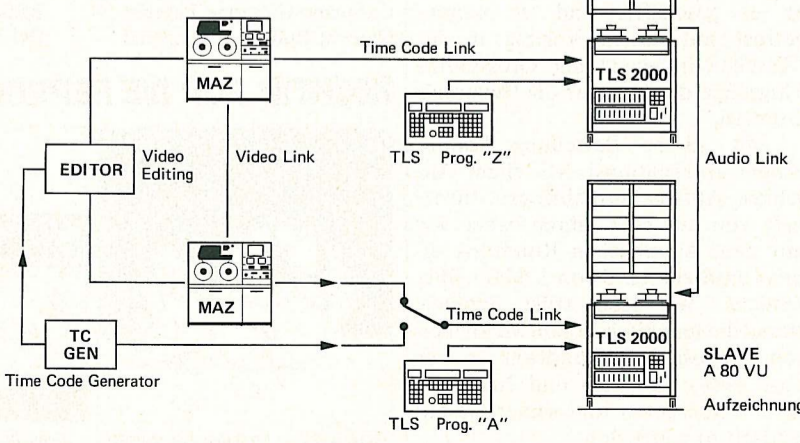 MAZ
Time Code Link
TLS 2000
TLS Prog. "Z"
EDITOR
Video
Editing
Video Link
Audio Link
MAZ
Time Code Link
TLS 2000
TC
GEN
Time Code Generator
TLS Prog. "A"
SLAVE
A 80 VU
Aufzeichnung